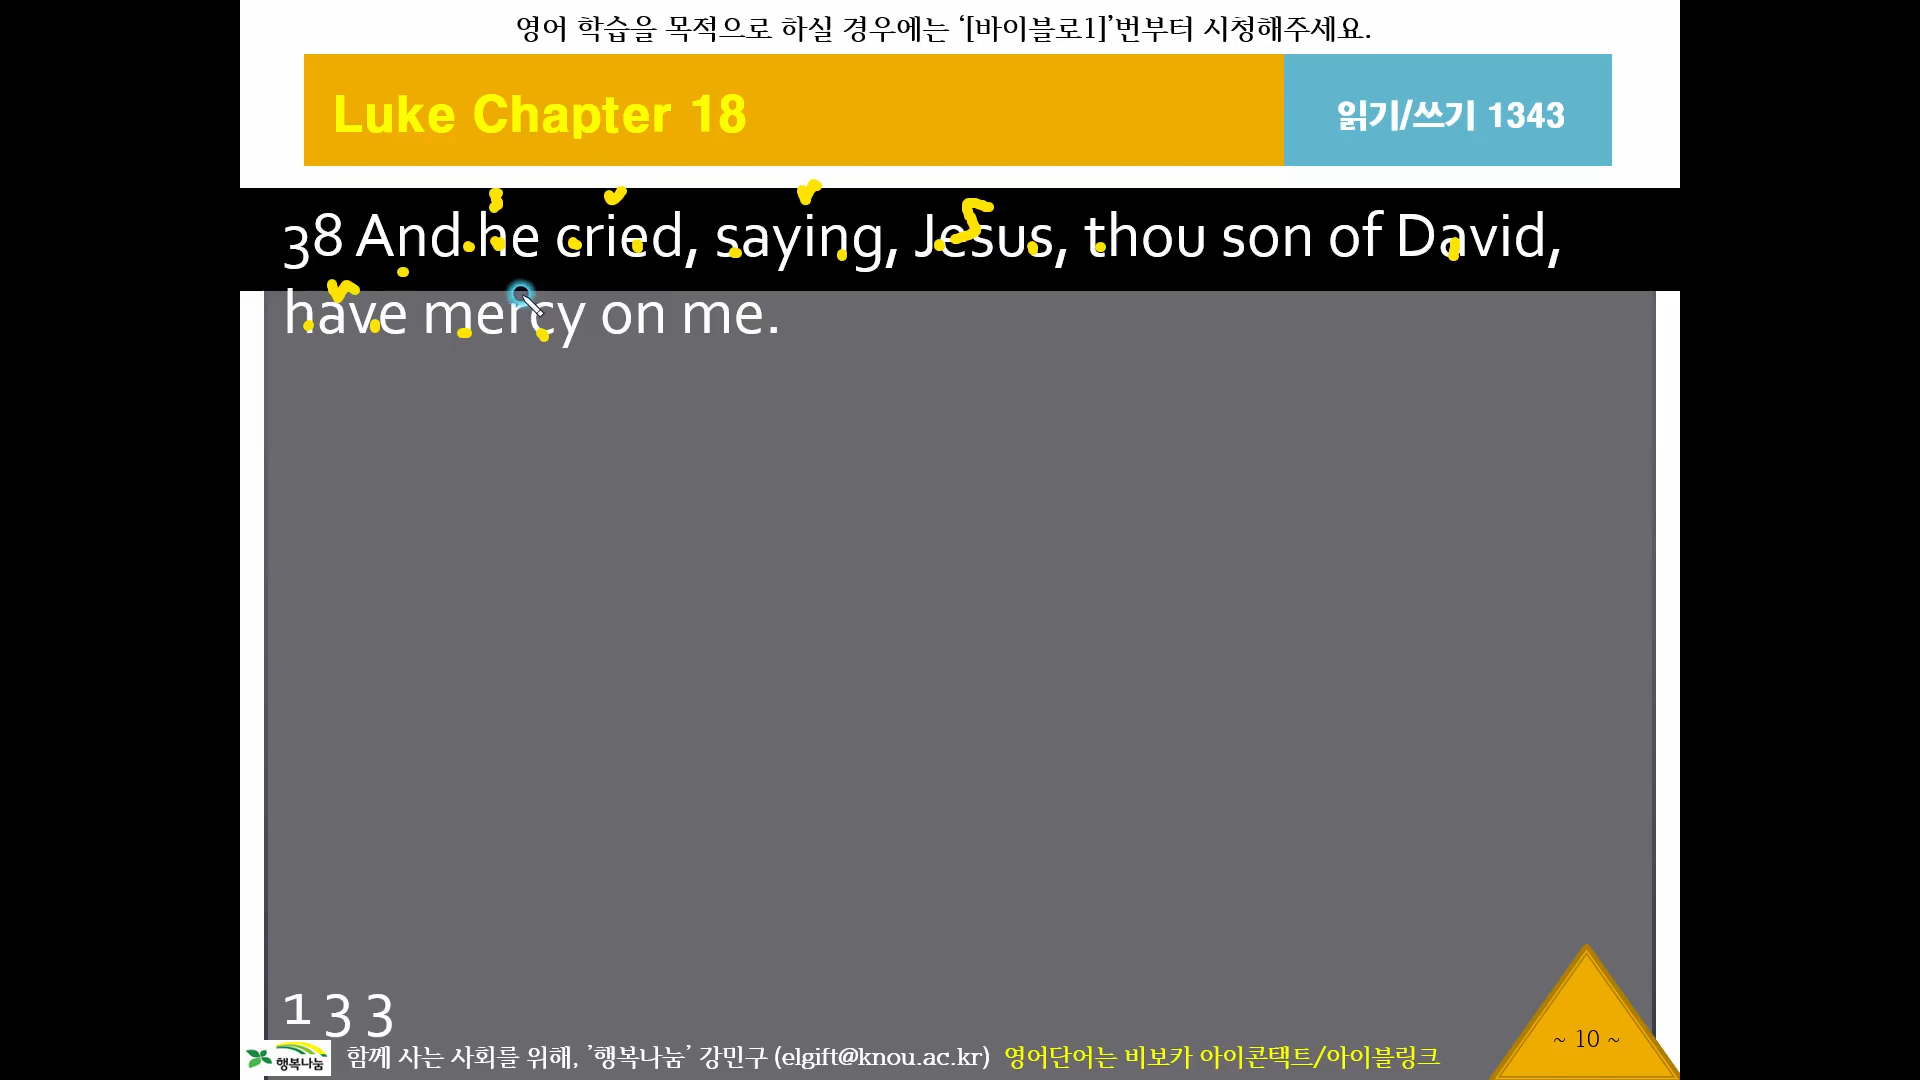 영어 학습을 목적으로 하실 경우에는 ‘[바이블로1]’번부터 시청해주세요.
Luke Chapter 18
읽기/쓰기 1343
38 And he cried, saying, Jesus, thou son of David,
have mercy on me.
1 3 3
~ 10 ~
행복나눔 함께 사는 사회를 위해, ’행복나눔’ 강민구 (elgift@knou.ac.kr) 영어단어는 비보카 아이콘택트/아이블링크